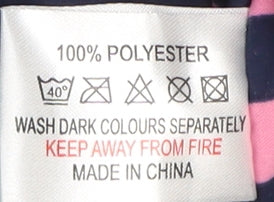 100% POLYESTER
40°
WASH DARK COLOURS SEPARATELY
KEEP AWAY FROM FIRE
MADE IN CHINA